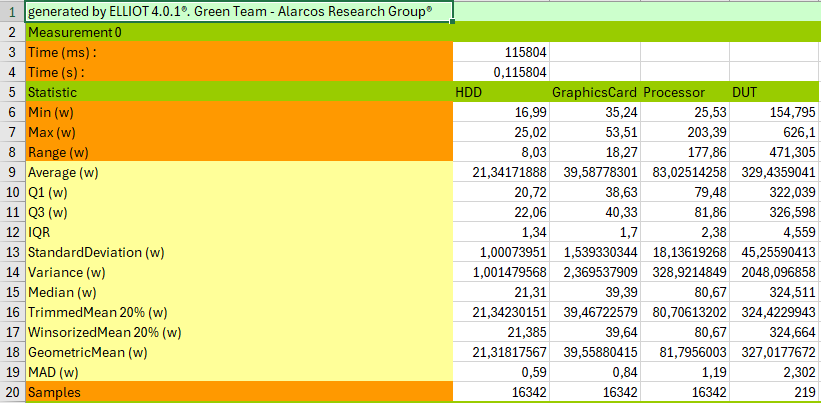 1 generated by ELLIOT 4.0.1®. Green Team - Alarcos Research Group®
2 Measurement 0
3 Time (ms) : 115804
4 Time (s) : 0,115804
5 Statistic HDD GraphicsCard Processor DUT
6 Min (w) 16,99 35,24 25,53 154,795
7 Max (w) 25,02 53,51 203,39 626,1
8 Range (w) 8,03 18,27 177,86 471,305
9 Average (w) 21,34171888 39,58778301 83,02514258 329,4359041
10 Q1 (w) 20,72 38,63 79,48 322,039
11 Q3 (w) 22,06 40,33 81,86 326,598
12 IQR 1,34 1,7 2,38 4,559
13 StandardDeviation (w) 1,00073951 1,539330344 18,13619268 45,25590413
14 Variance (w) 1,001479568 2,369537909 328,9214849 2048,096858
15 Median (w) 21,31 39,39 80,67 324,511
16 TrimmedMean 20% (w) 21,34230151 39,46722579 80,70613202 324,4229943
17 WinsorizedMean 20% (w) 21,385 39,64 80,67 324,664
18 GeometricMean (w) 21,31817567 39,55880415 81,7956003 327,0177672
19 MAD (w) 0,59 0,84 1,19 2,302
20 Samples 16342 16342 16342 219